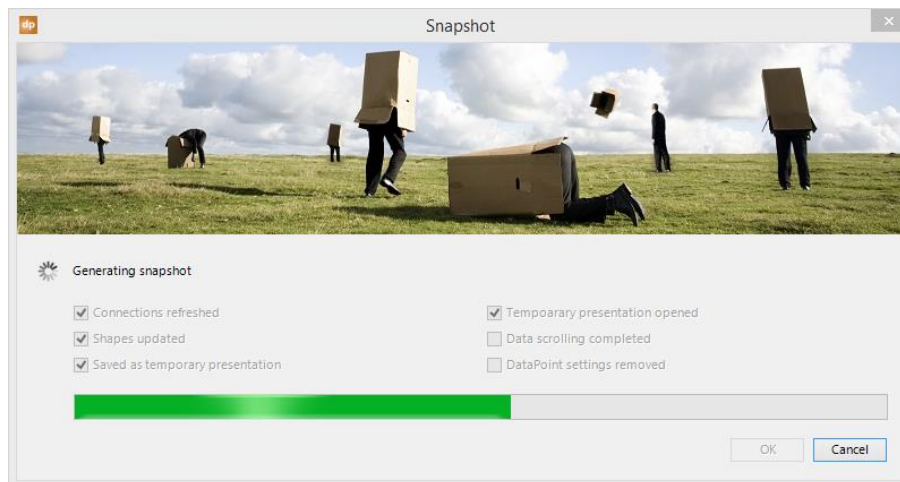 dp
Snapshot
Generating snapshot
Connections refreshed
Shapes updated
Saved as temporary presentation
Tempoarary presentation opened
Data scrolling completed
DataPoint settings removed
OK
Cancel